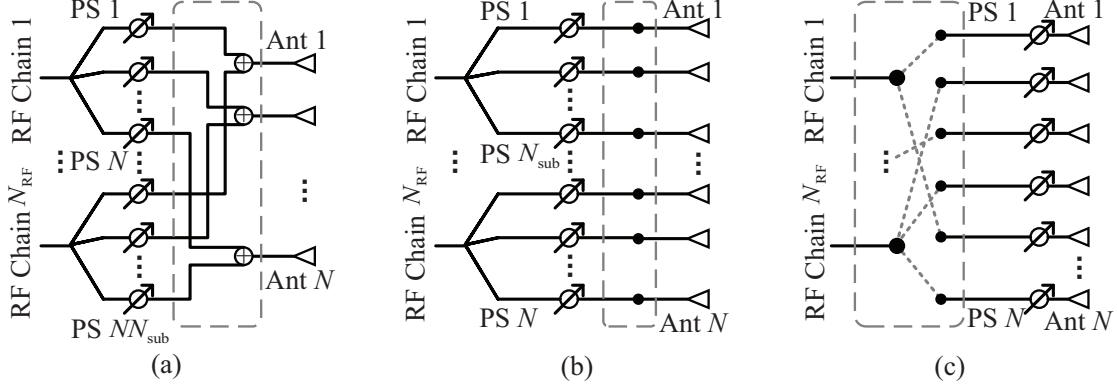 PS 1
Ant 1
RF Chain 1
PS N
RF Chain N_RF
Ant N
PS NN_sub
(a)
PS 1
Ant 1
RF Chain 1
PS N_sub
RF Chain N_RF
PS N
Ant N
(b)
PS 1
Ant 1
RF Chain 1
RF Chain N_RF
PS N
Ant N
(c)